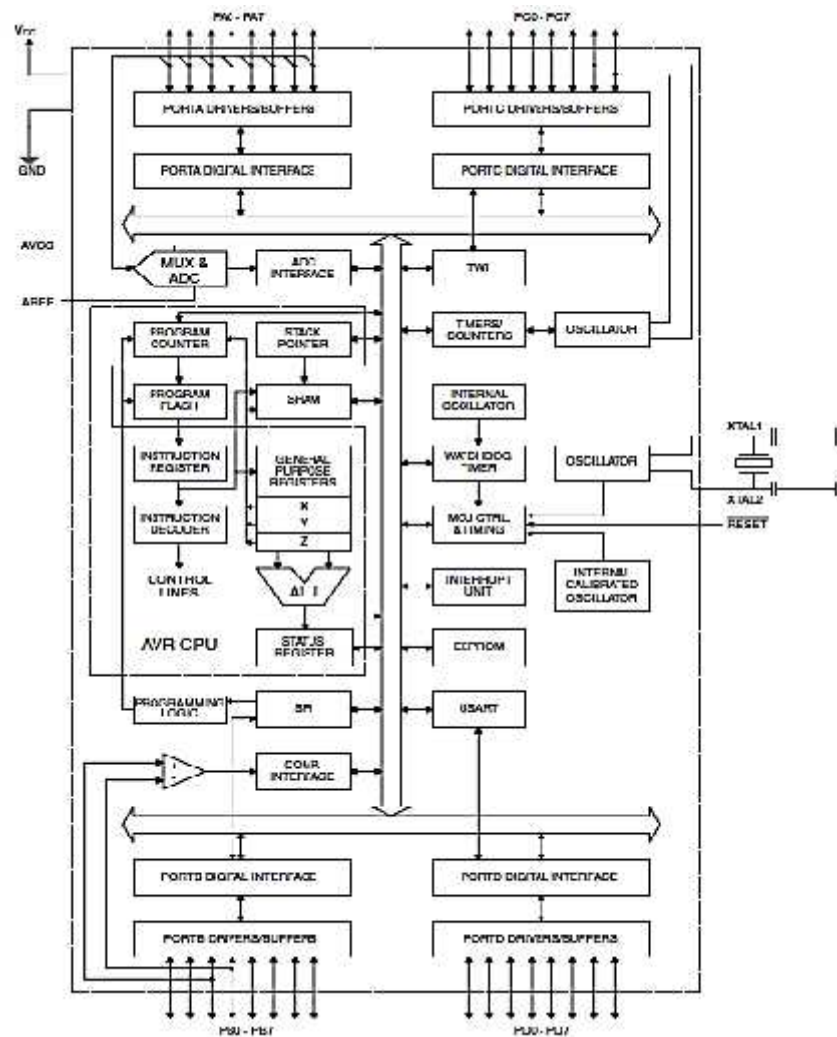 PA0 - PA7
PC0 - PC7
VCC
PORTA DRIVERS/BUFFERS
PORTC DRIVERS/BUFFERS
GND
PORTA DIGITAL INTERFACE
PORTC DIGITAL INTERFACE
AVCC
MUX &
ADC
ADC
INTERFACE
TWI
AREF
PROGRAM
COUNTER
STACK
POINTER
TIMERS/
COUNTERS
OSCILLATOR
PROGRAM
FLASH
SRAM
INTERNAL
OSCILLATOR
XTAL1
INSTRUCTION
REGISTER
GENERAL
PURPOSE
REGISTERS
WATCHDOG
TIMER
OSCILLATOR
XTAL2
X
INSTRUCTION
DECODER
Y
MCU CTRL.
& TIMING
RESET
Z
CONTROL
LINES
ALU
INTERRUPT
UNIT
INTERNAL
CALIBRATED
OSCILLATOR
AVR CPU
STATUS
REGISTER
EEPROM
PROGRAMMING
LOGIC
SPI
USART
+
-
COMP.
INTERFACE
PORTB DIGITAL INTERFACE
PORTD DIGITAL INTERFACE
PORTB DRIVERS/BUFFERS
PORTD DRIVERS/BUFFERS
PB0 - PB7
PD0 - PD7